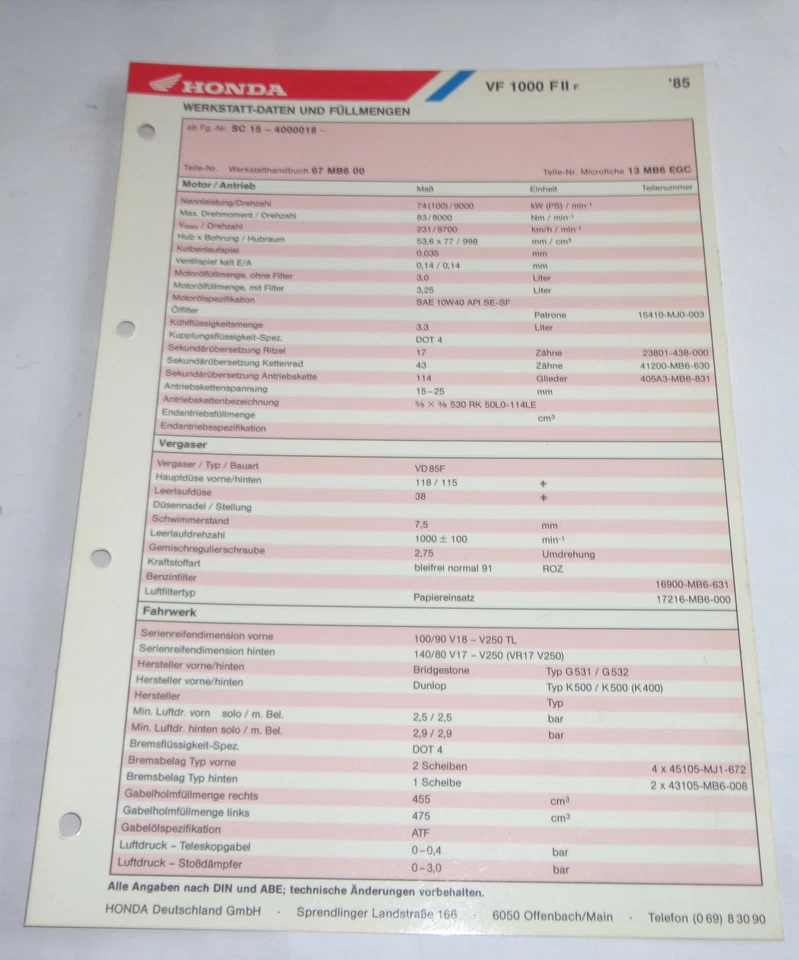 HONDA VF 1000 F II F '85
WERKSTATT-DATEN UND FÜLLMENGEN
ab Fg.-Nr. SC 15 – 4000018 –
Teile-Nr. Werkstatthandbuch 67 MB6 00 Teile-Nr. Microfiche 13 MB6 EGC
Motor / Antrieb Maß Einheit Teilenummer
Nennleistung/Drehzahl 74(100)/9000 kW (PS) / min⁻¹
Max. Drehmoment / Drehzahl 83/8000 Nm / min⁻¹
Vmax / Drehzahl 231/9700 km/h / min⁻¹
Hub x Bohrung / Hubraum 53,6 x 77 / 998 mm / cm³
Kolbenlaufspiel 0,035 mm
Ventilspiel kalt E/A 0,14 / 0,14 mm
Motorölfüllmenge, ohne Filter 3,0 Liter
Motorölfüllmenge, mit Filter 3,25 Liter
Motorölspezifikation SAE 10W40 API SE-SF
Ölfilter Patrone 15410-MJ0-003
Kühlflüssigkeitsmenge 3,3 Liter
Kupplungsflüssigkeit-Spez. DOT 4
Sekundärübersetzung Ritzel 17 Zähne 23801-438-000
Sekundärübersetzung Kettenrad 43 Zähne 41200-MB6-630
Sekundärübersetzung Antriebskette 114 Glieder 405A3-MB6-831
Antriebskettenspannung 15–25 mm
Antriebskettenbezeichnung ⅝ × ⅜ 530 RK 50L0-114LE
Endantriebsfüllmenge cm³
Endantriebsspezifikation
Vergaser
Vergaser / Typ / Bauart VD85F
Hauptdüse vorne/hinten 118 / 115 #
Leerlaufdüse 38 #
Düsennadel / Stellung
Schwimmerstand 7,5 mm
Leerlaufdrehzahl 1000 ± 100 min⁻¹
Gemischregulierschraube 2,75 Umdrehung
Kraftstoffart bleifrei normal 91 ROZ
Benzinfilter 16900-MB6-631
Luftfiltertyp Papiereinsatz 17216-MB6-000
Fahrwerk
Serienreifendimension vorne 100/90 V18 – V250 TL
Serienreifendimension hinten 140/80 V17 – V250 (VR17 V250)
Hersteller vorne/hinten Bridgestone Typ G531 / G532
Hersteller vorne/hinten Dunlop Typ K500 / K500 (K400)
Hersteller Typ
Min. Luftdr. vorn solo / m. Bel. 2,5 / 2,5 bar
Min. Luftdr. hinten solo / m. Bel. 2,9 / 2,9 bar
Bremsflüssigkeit-Spez. DOT 4
Bremsbelag Typ vorne 2 Scheiben 4 x 45105-MJ1-672
Bremsbelag Typ hinten 1 Scheibe 2 x 43105-MB6-008
Gabelholmfüllmenge rechts 455 cm³
Gabelholmfüllmenge links 475 cm³
Gabelölspezifikation ATF
Luftdruck – Teleskopgabel 0–0,4 bar
Luftdruck – Stoßdämpfer 0–3,0 bar
Alle Angaben nach DIN und ABE; technische Änderungen vorbehalten.
HONDA Deutschland GmbH · Sprendlinger Landstraße 166 · 6050 Offenbach/Main · Telefon (0 69) 8 30 90